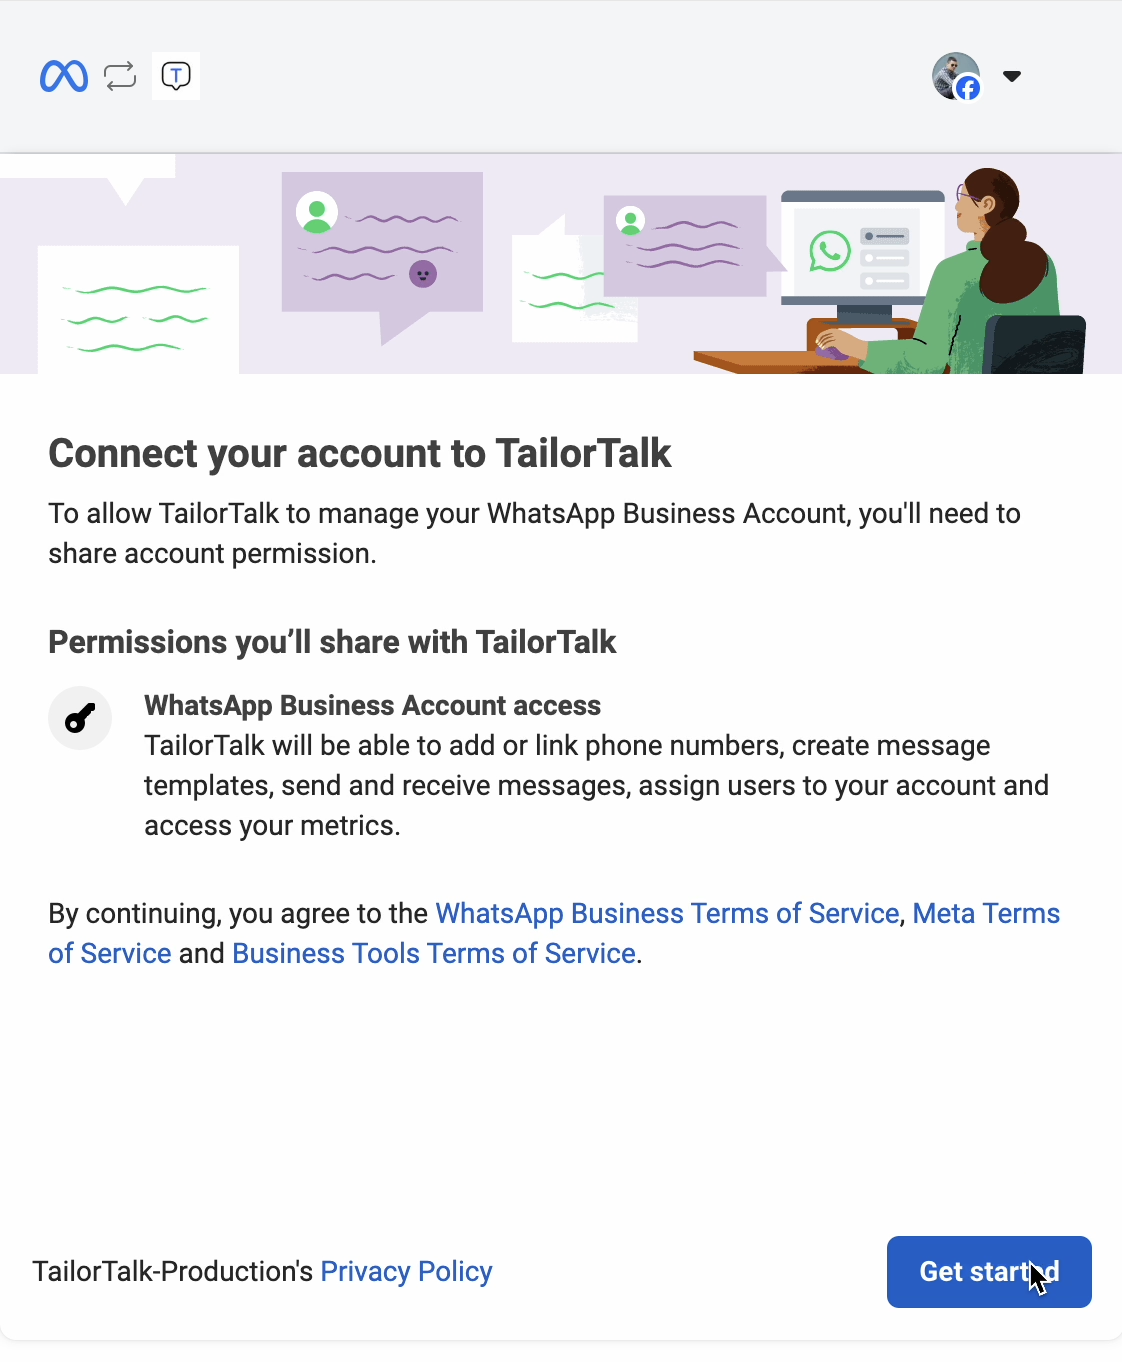 T
Connect your account to TailorTalk
To allow TailorTalk to manage your WhatsApp Business Account, you'll need to
share account permission.
Permissions you’ll share with TailorTalk
WhatsApp Business Account access
TailorTalk will be able to add or link phone numbers, create message
templates, send and receive messages, assign users to your account and
access your metrics.
By continuing, you agree to the WhatsApp Business Terms of Service, Meta Terms
of Service and Business Tools Terms of Service.
TailorTalk-Production's Privacy Policy
Get started